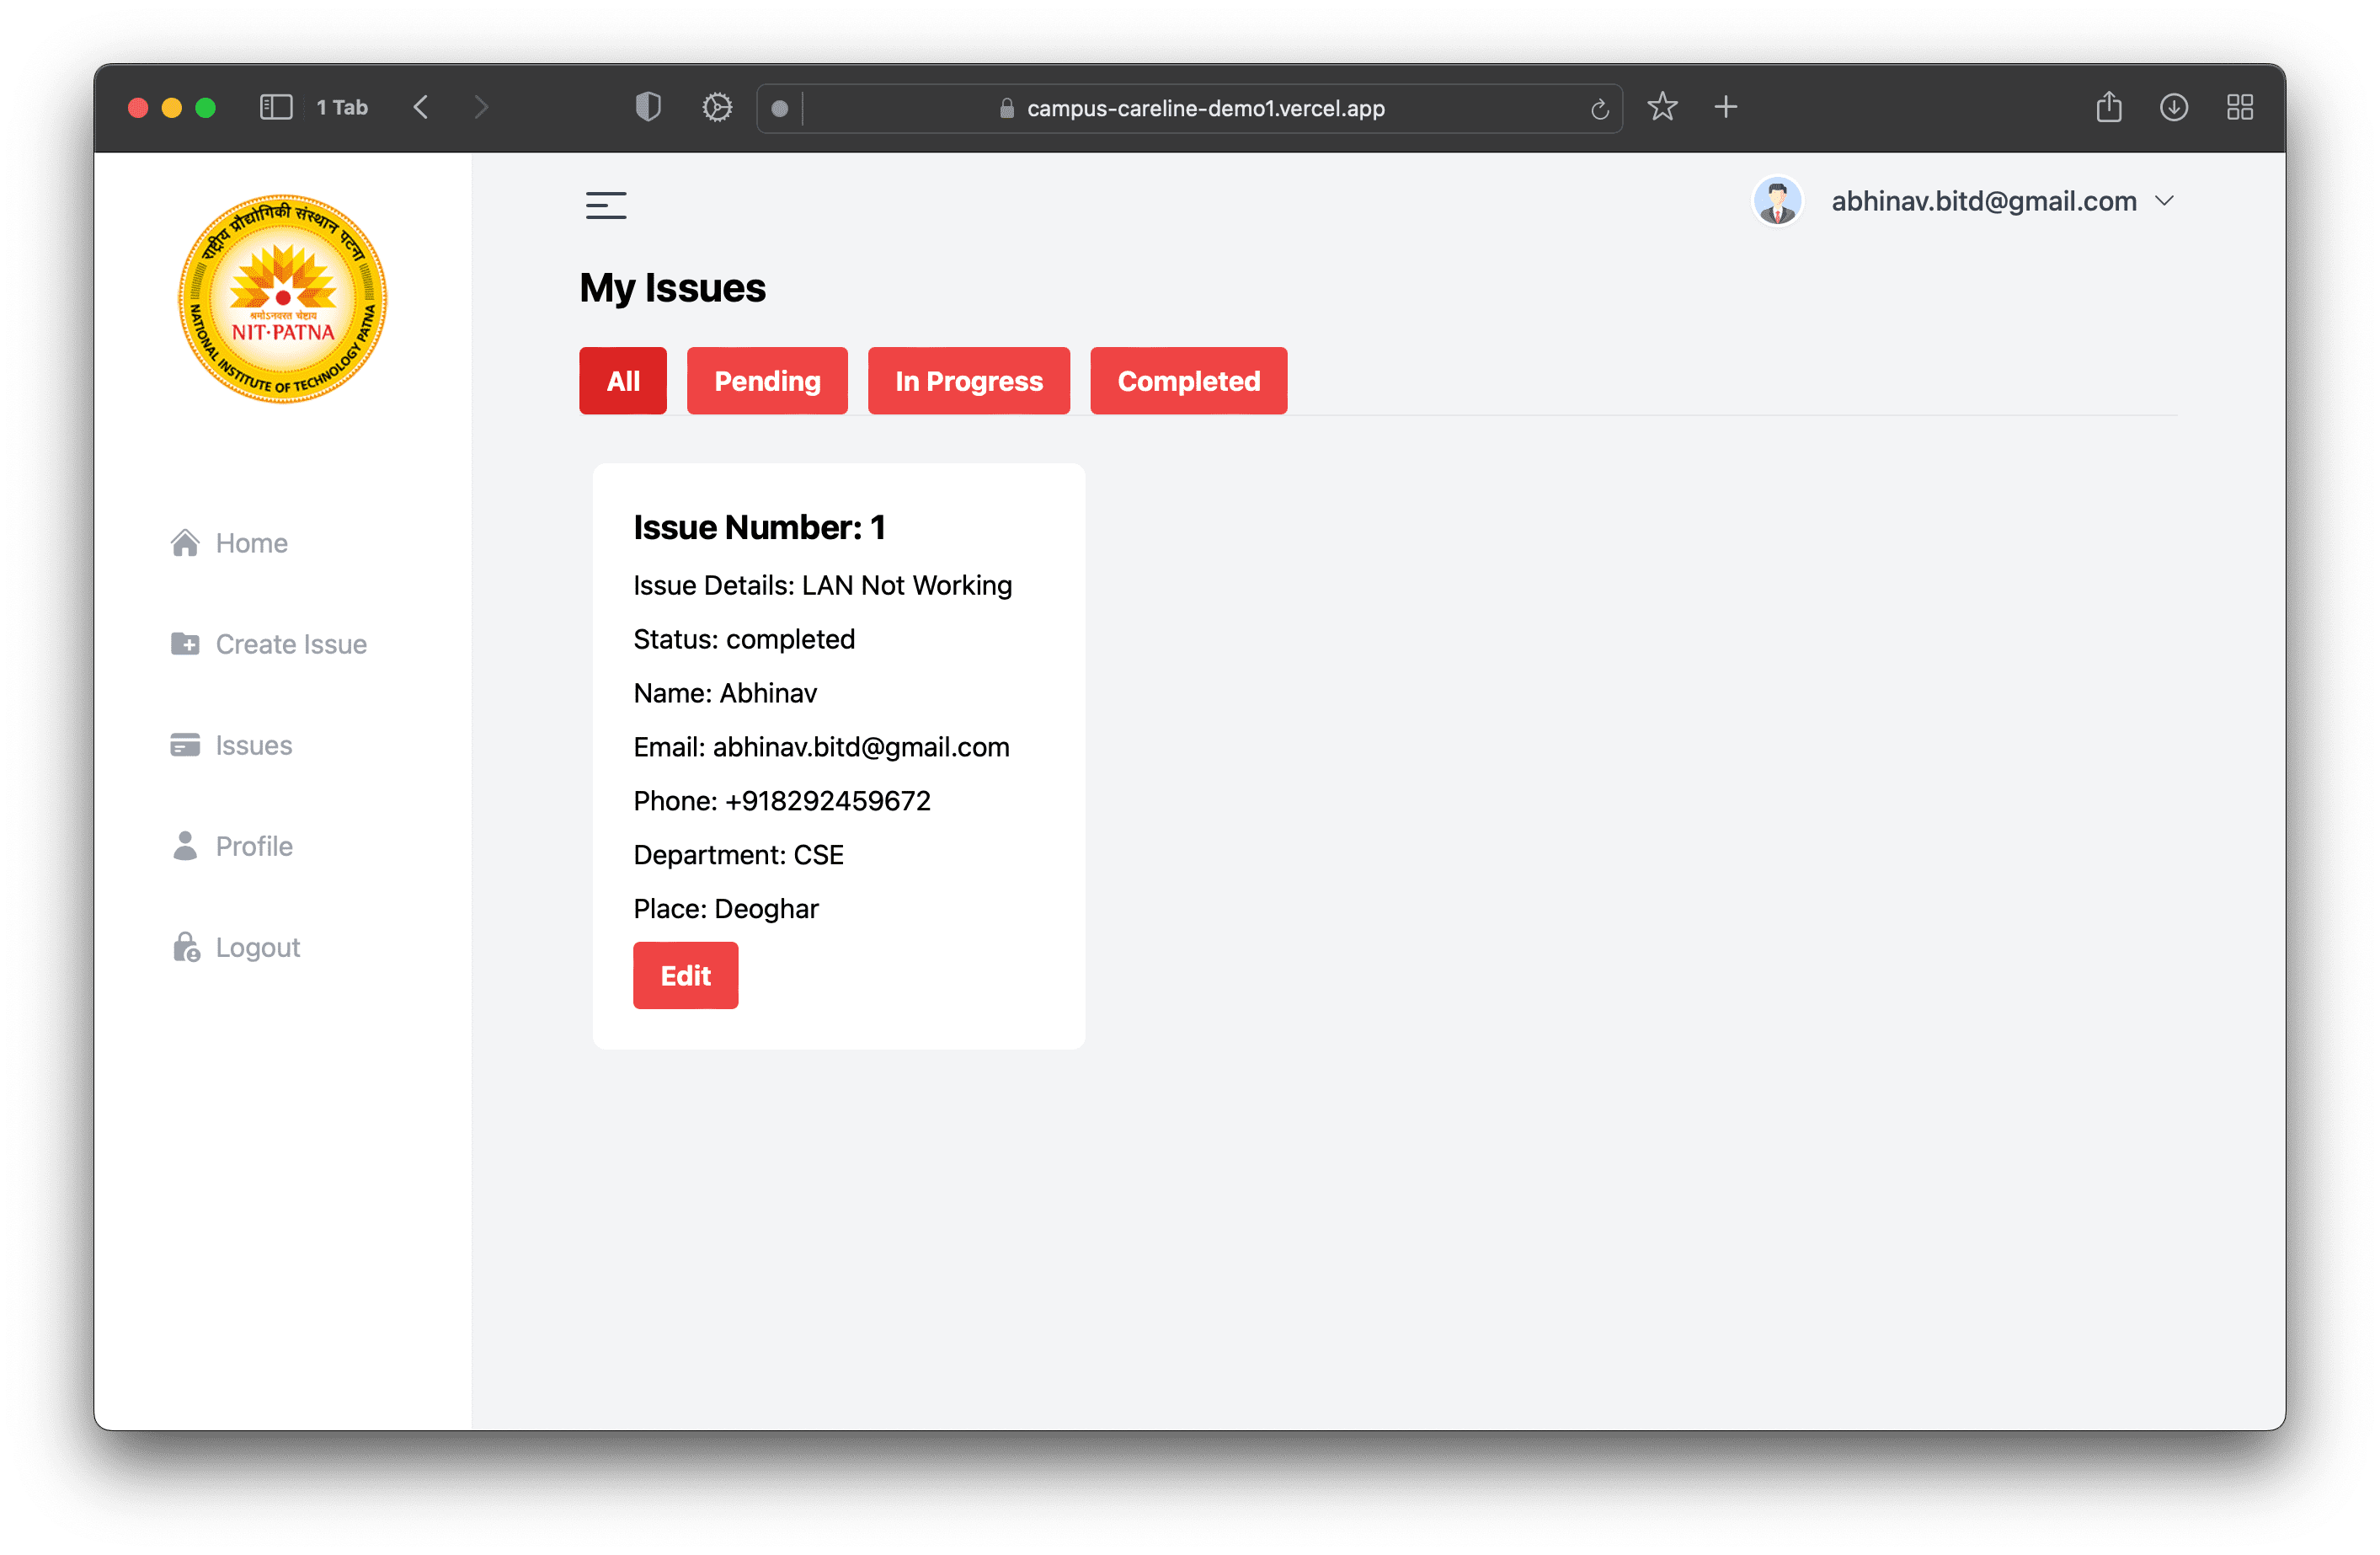 1 Tab
campus-careline-demo1.vercel.app
राष्ट्रीय प्रौद्योगिकी संस्थान पटना
श्रमोऽनवरत चेष्टाय
NIT-PATNA
NATIONAL INSTITUTE OF TECHNOLOGY PATNA
Home
Create Issue
Issues
Profile
Logout
abhinav.bitd@gmail.com
My Issues
All Pending In Progress Completed
Issue Number: 1
Issue Details: LAN Not Working
Status: completed
Name: Abhinav
Email: abhinav.bitd@gmail.com
Phone: +918292459672
Department: CSE
Place: Deoghar
Edit